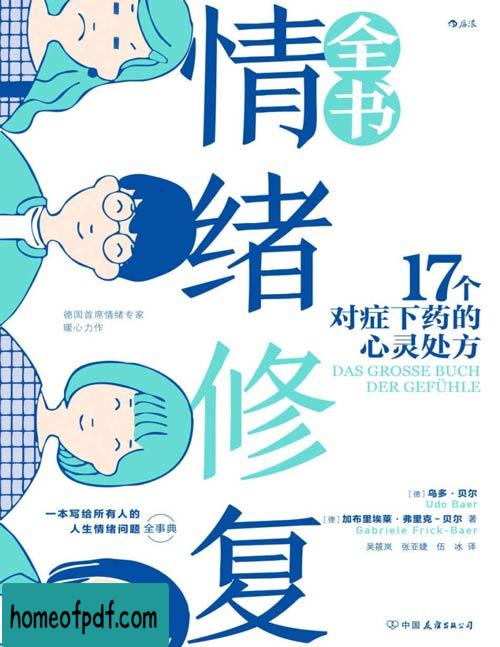 后浪
情绪修复
全书
17个
对症下药的
心灵处方
DAS GROSSE BUCH
DER GEFÜHLE
德国首席情绪专家
暖心力作
[德] 乌多·贝尔
Udo Baer
[德] 加布里埃莱·弗里克-贝尔 著
Gabriele Frick-Baer
吴筱岚 张亚婕 伍 冰 译
一本写给所有人的
人生情绪问题 全事典
中国友谊出版公司
homeofpdf.com